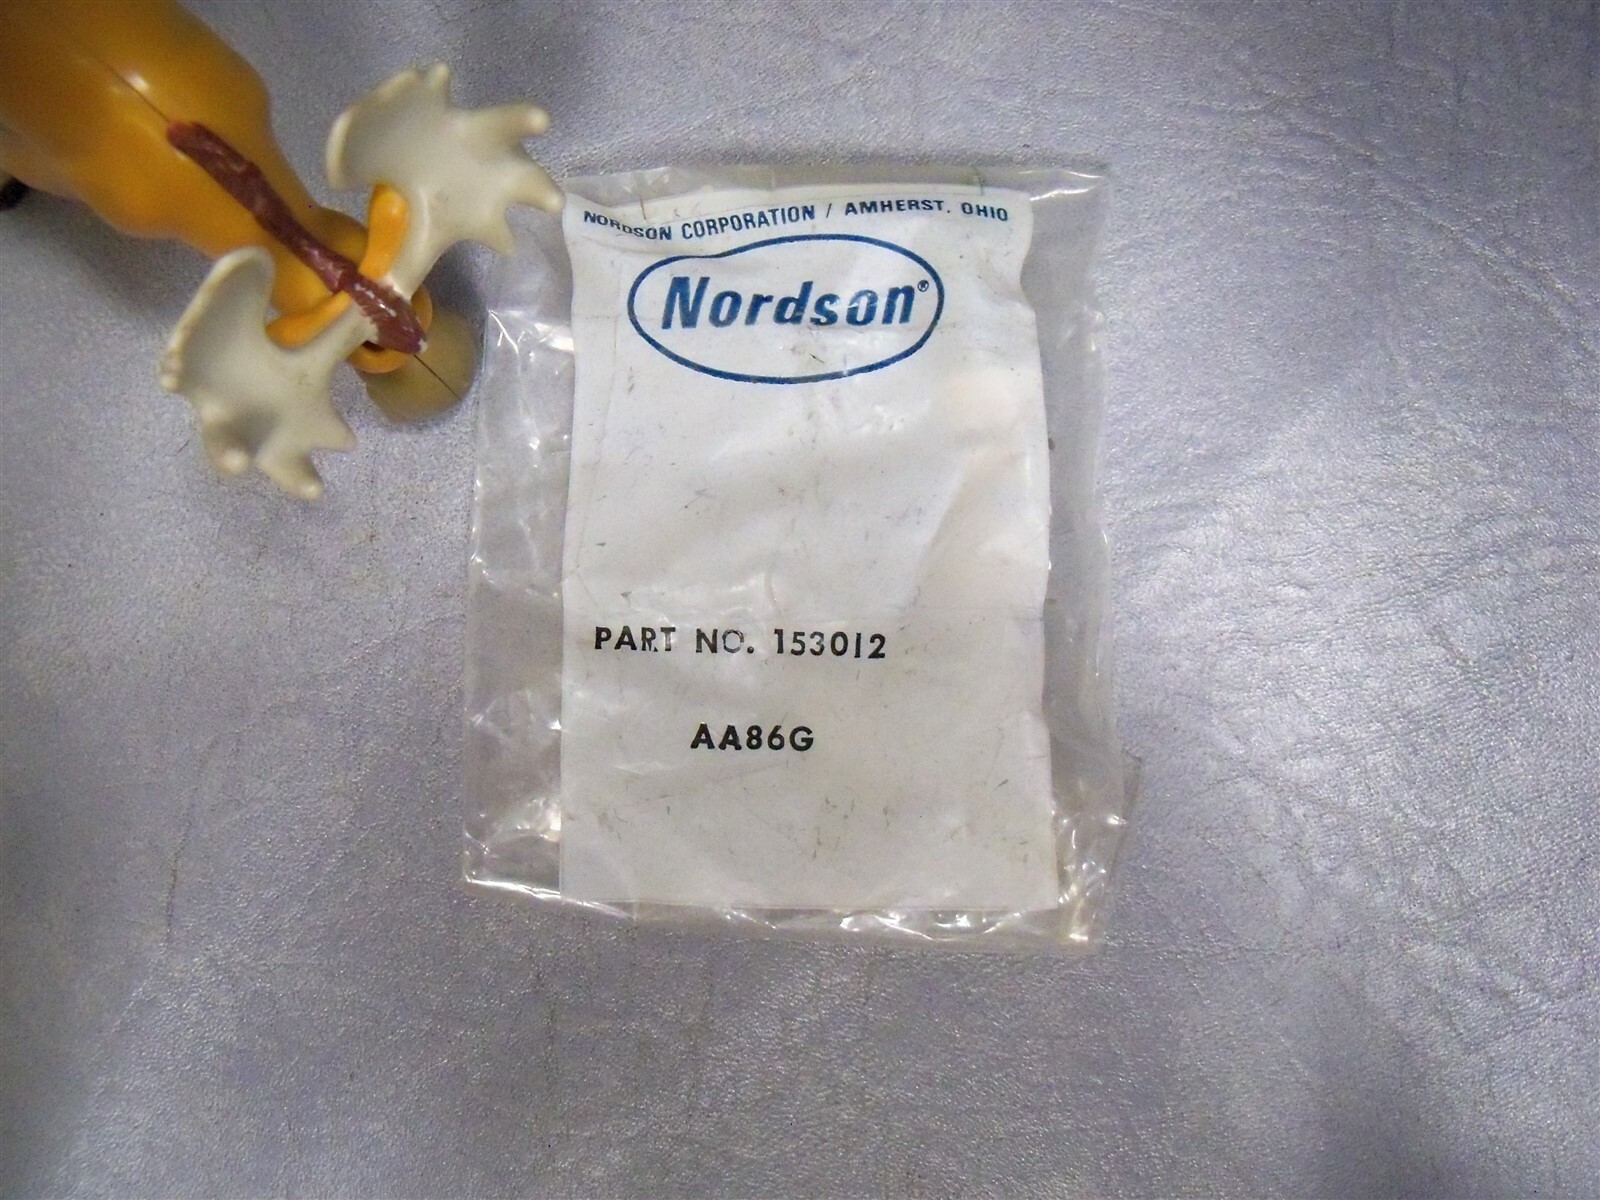 NORDSON CORPORATION / AMHERST, OHIO
Nordson®
PART NO. 153012
AA86G